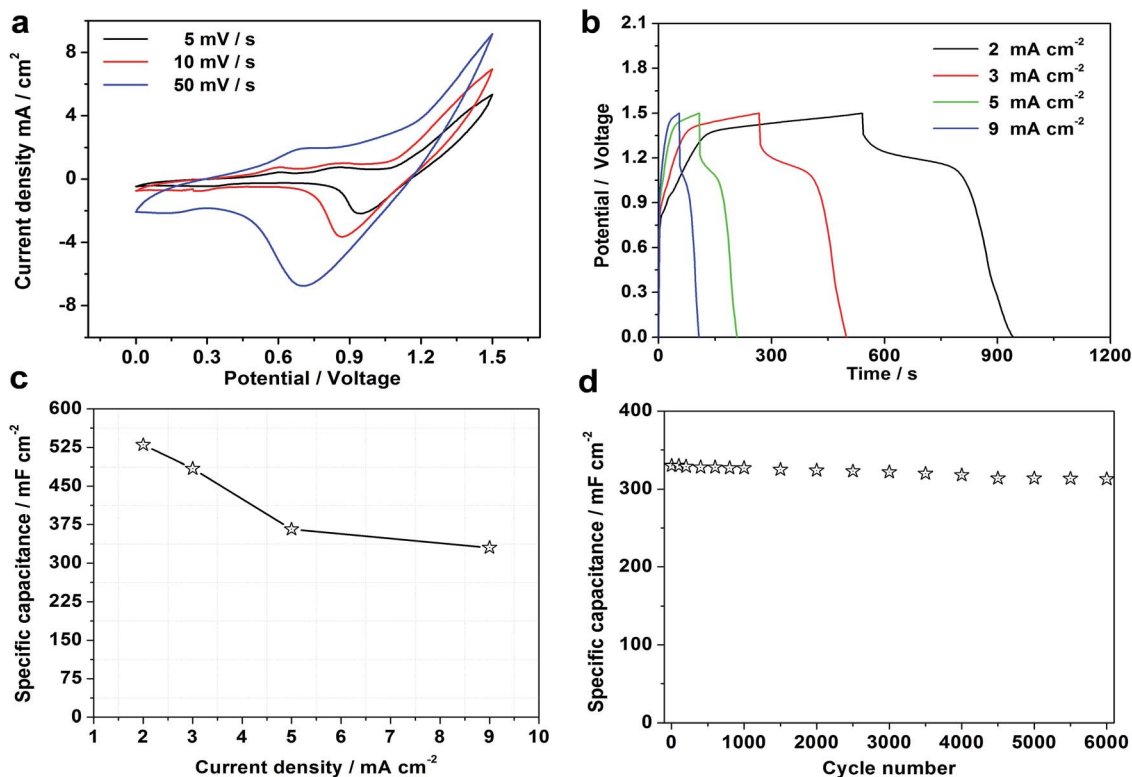 a
5 mV / s
10 mV / s
50 mV / s
8
4
0
-4
-8
Current density mA / cm²
0.0 0.3 0.6 0.9 1.2 1.5
Potential / Voltage
b
2 mA cm⁻²
3 mA cm⁻²
5 mA cm⁻²
9 mA cm⁻²
2.1
1.8
1.5
1.2
0.9
0.6
0.3
0.0
Potential / Voltage
0 300 600 900 1200
Time / s
c
600
525
450
375
300
225
150
75
0
Specific capacitance / mF cm⁻²
1 2 3 4 5 6 7 8 9 10
Current density / mA cm⁻²
d
400
300
200
100
0
Specific capacitance / mF cm⁻²
0 1000 2000 3000 4000 5000 6000
Cycle number